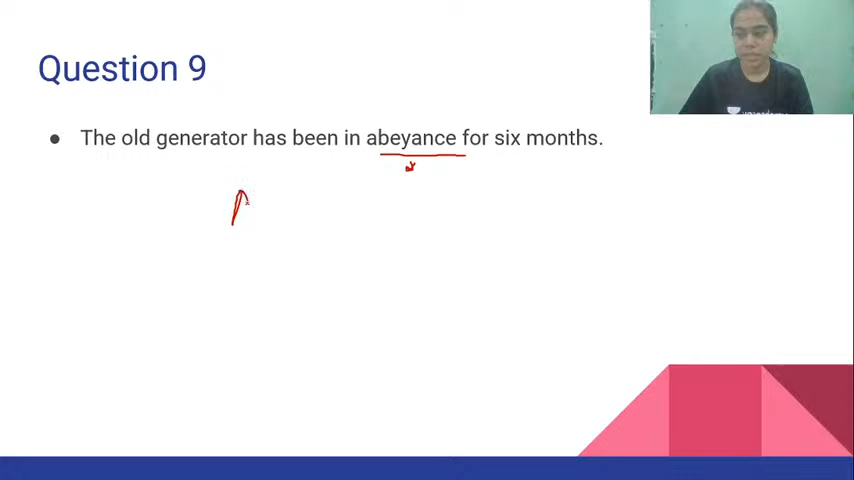 Question 9
● The old generator has been in abeyance for six months.